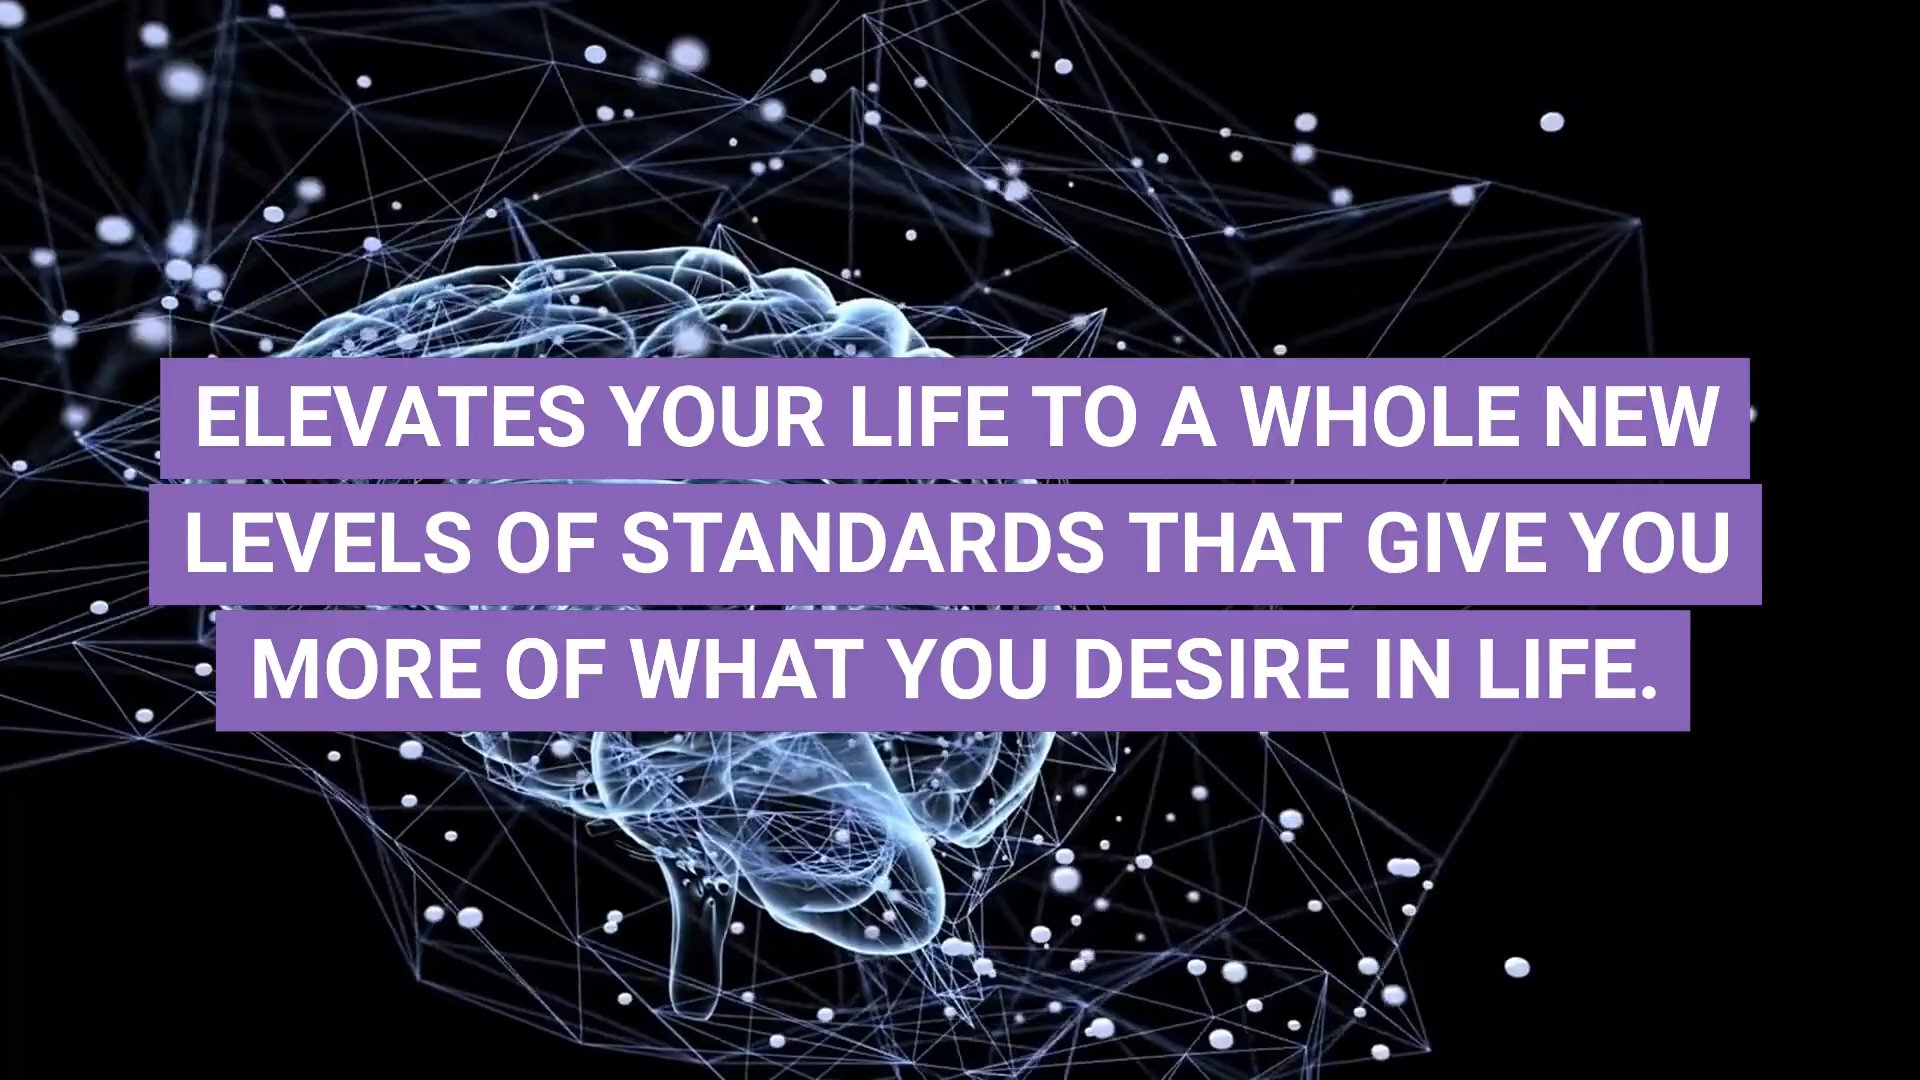 ELEVATES YOUR LIFE TO A WHOLE NEW
LEVELS OF STANDARDS THAT GIVE YOU
MORE OF WHAT YOU DESIRE IN LIFE.